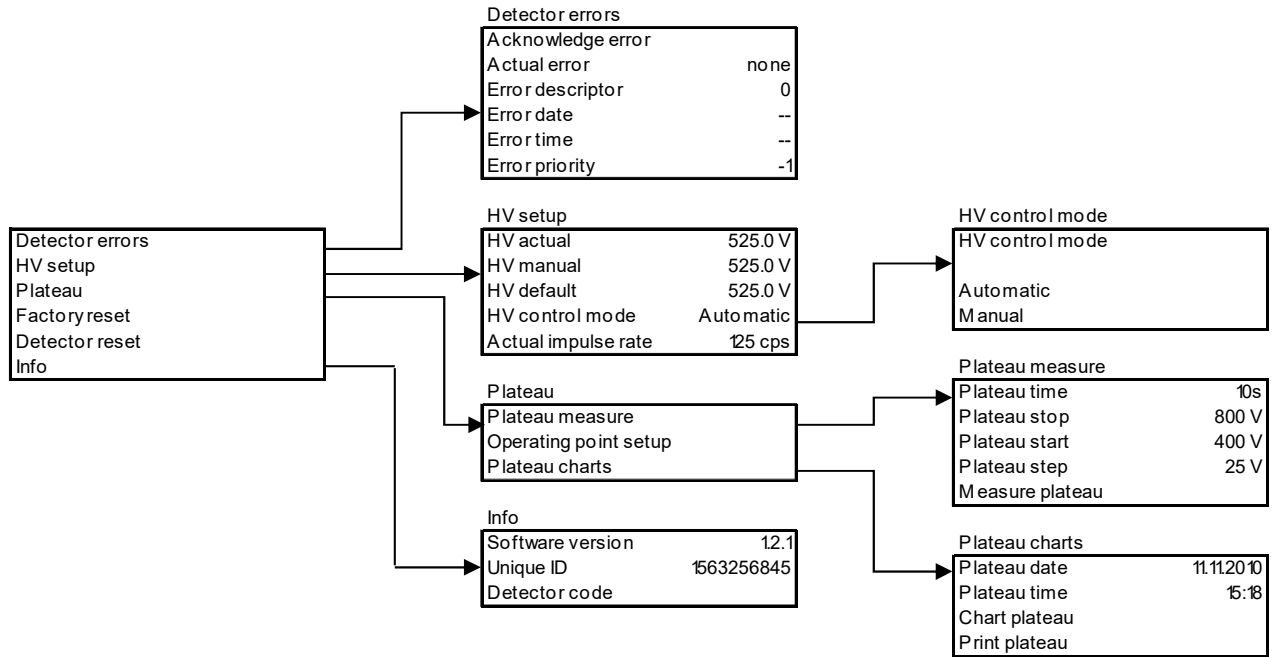 Detector errors
HV setup
Plateau
Factory reset
Detector reset
Info
Detector errors
Acknowledge error
Actual error none
Error descriptor 0
Error date --
Error time --
Error priority -1
HV setup
HV actual 525.0 V
HV manual 525.0 V
HV default 525.0 V
HV control mode Automatic
Actual impulse rate 125 cps
Plateau
Plateau measure
Operating point setup
Plateau charts
Info
Software version 1.2.1
Unique ID 1563256845
Detector code
HV control mode
HV control mode
Automatic
Manual
Plateau measure
Plateau time 10s
Plateau stop 800 V
Plateau start 400 V
Plateau step 25 V
Measure plateau
Plateau charts
Plateau date 11.11.2010
Plateau time 15:18
Chart plateau
Print plateau